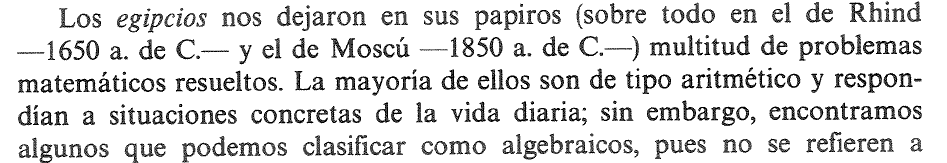 Los egipcios nos dejaron en sus papiros (sobre todo en el de Rhind
—1650 a. de C.— y el de Moscú —1850 a. de C.—) multitud de problemas
matemáticos resueltos. La mayoría de ellos son de tipo aritmético y respon-
dían a situaciones concretas de la vida diaria; sin embargo, encontramos
algunos que podemos clasificar como algebraicos, pues no se refieren a